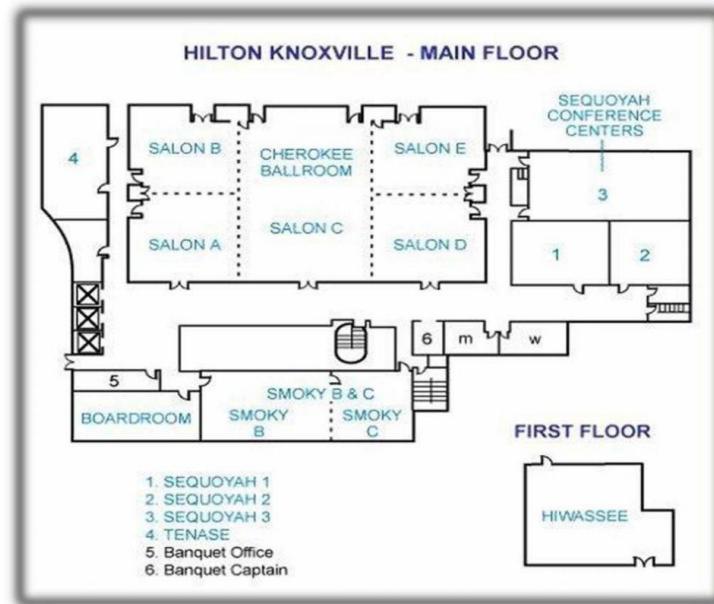 HILTON KNOXVILLE - MAIN FLOOR
SEQUOYAH
CONFERENCE
CENTERS
4
SALON B
CHEROKEE
BALLROOM
SALON E
3
SALON A
SALON C
SALON D
1
2
6
m
w
5
SMOKY B & C
BOARDROOM
SMOKY
B
SMOKY
C
FIRST FLOOR
HIWASSEE
1. SEQUOYAH 1
2. SEQUOYAH 2
3. SEQUOYAH 3
4. TENASE
5. Banquet Office
6. Banquet Captain